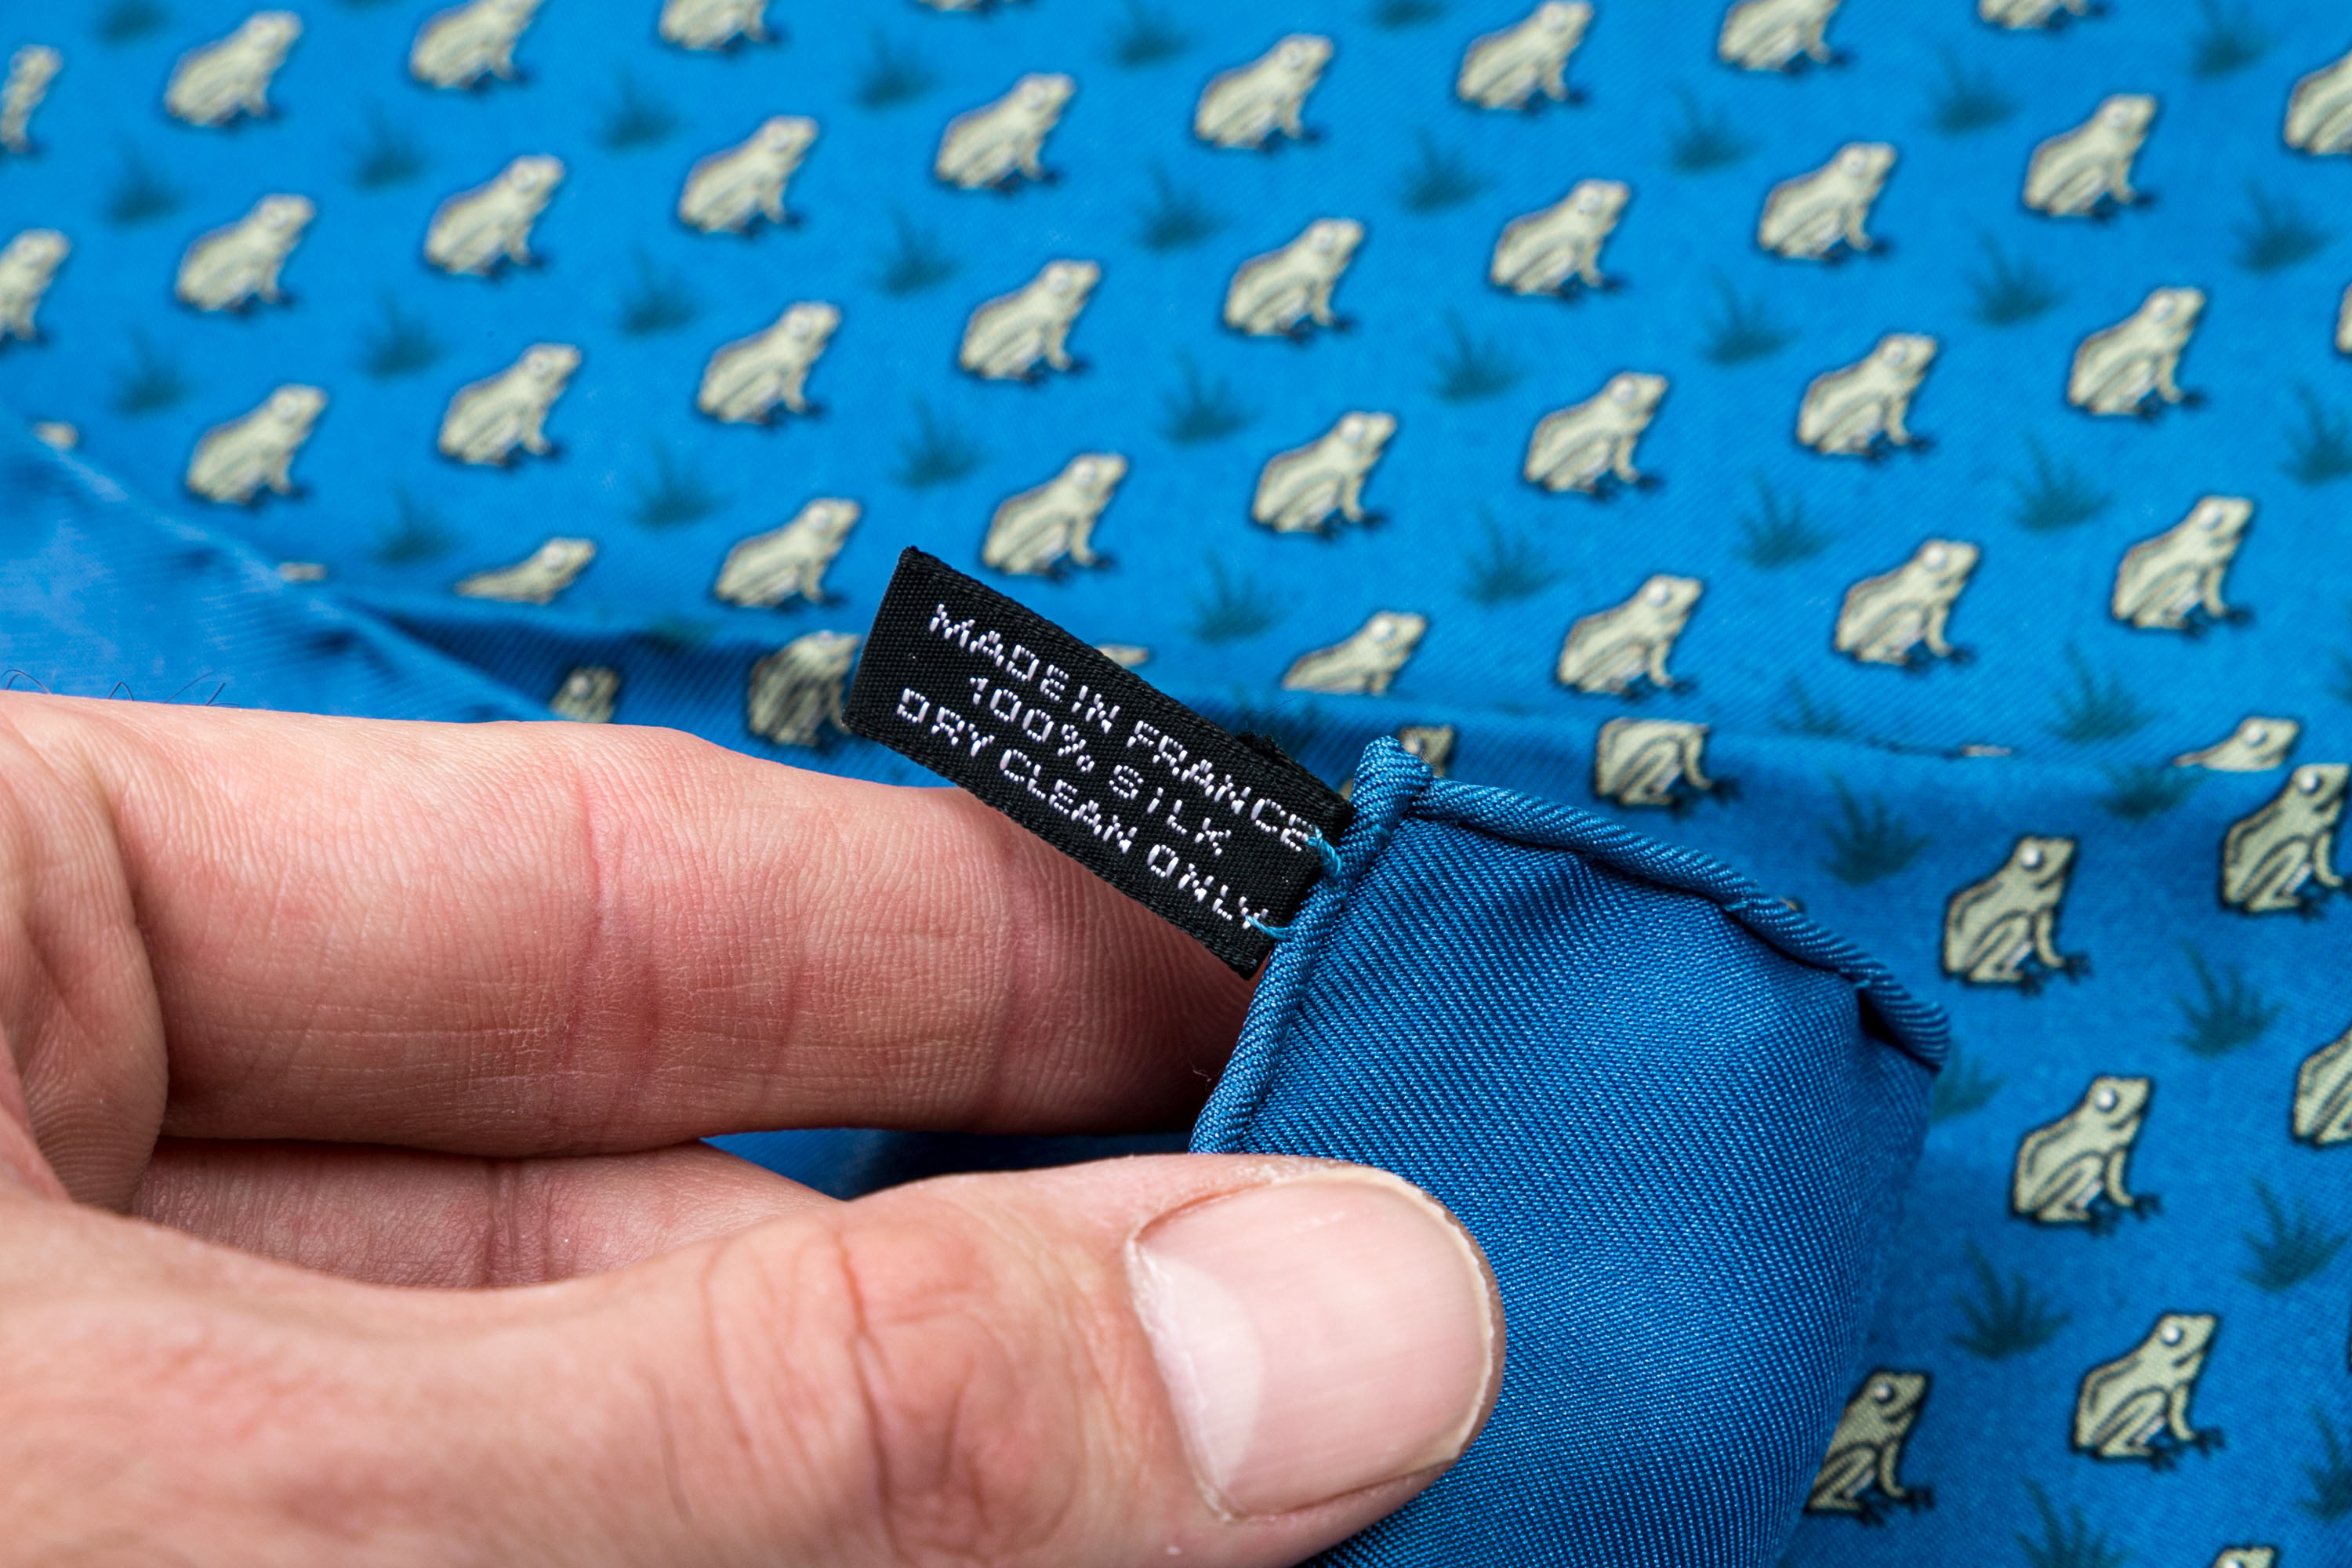 MADE IN FRANCE
100% SILK
DRY CLEAN ONLY